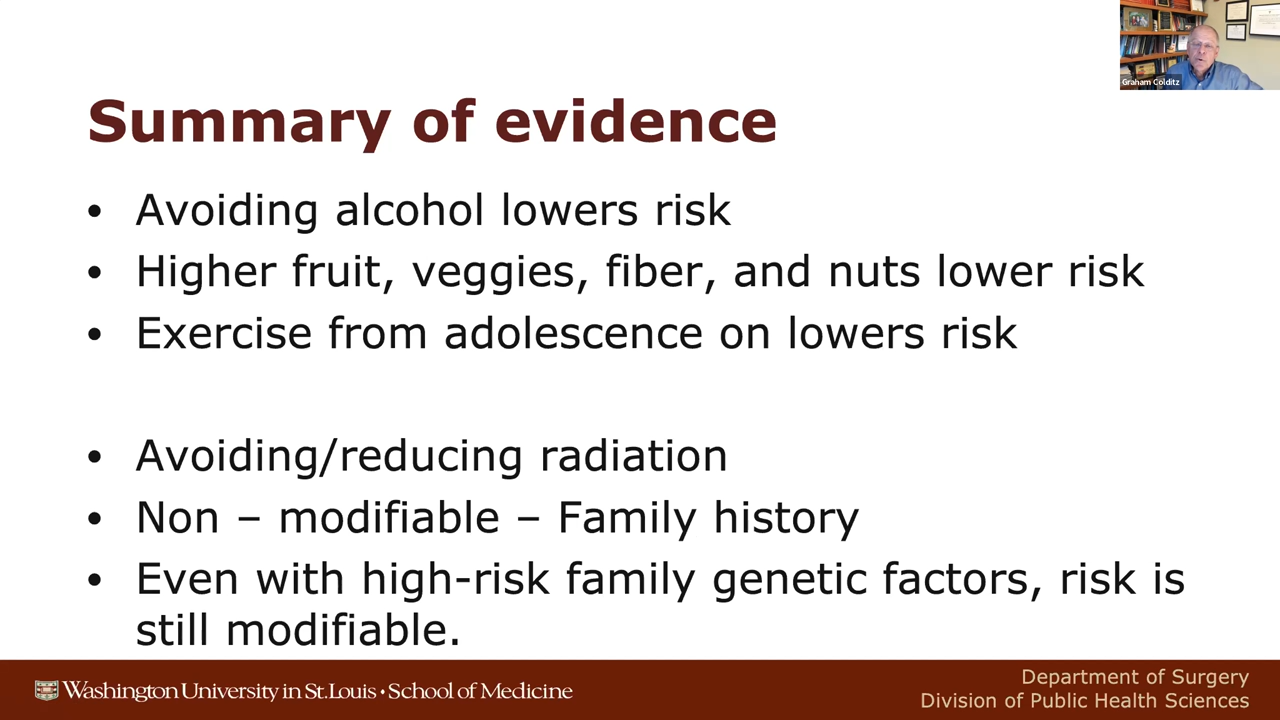 Graham Colditz
Summary of evidence
• Avoiding alcohol lowers risk
• Higher fruit, veggies, fiber, and nuts lower risk
• Exercise from adolescence on lowers risk
• Avoiding/reducing radiation
• Non – modifiable – Family history
• Even with high-risk family genetic factors, risk is
still modifiable.
Washington University in St. Louis • School of Medicine
Department of Surgery
Division of Public Health Sciences